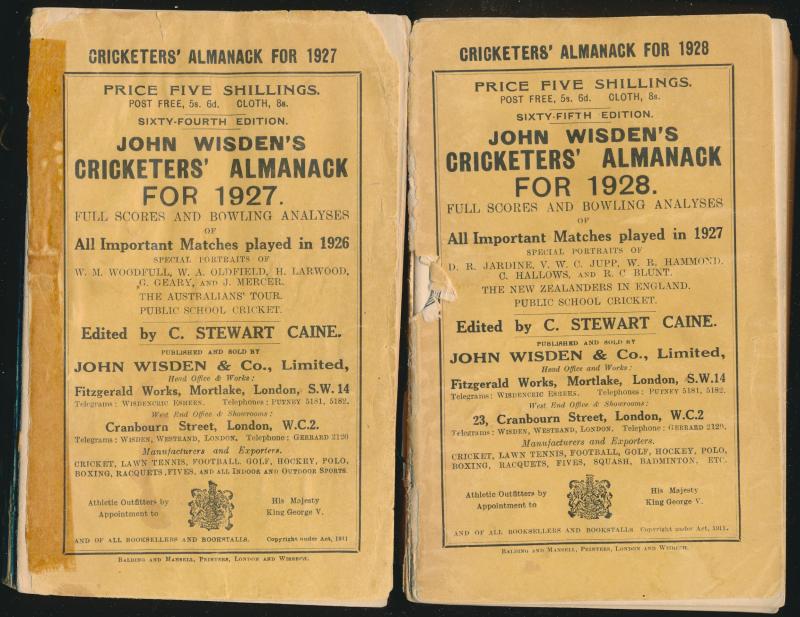 CRICKETERS' ALMANACK FOR 1927
PRICE FIVE SHILLINGS.
POST FREE, 5s. 6d. CLOTH, 8s.
SIXTY-FOURTH EDITION.
JOHN WISDEN'S
CRICKETERS' ALMANACK
FOR 1927.
FULL SCORES AND BOWLING ANALYSES
OF
All Important Matches played in 1926
SPECIAL PORTRAITS OF
W. M. WOODFULL, W. A. OLDFIELD, H. LARWOOD,
G. GEARY, AND J. MERCER.
THE AUSTRALIANS' TOUR.
PUBLIC SCHOOL CRICKET.
Edited by C. STEWART CAINE.
PUBLISHED AND SOLD BY
JOHN WISDEN & Co., Limited,
Head Office & Works:
Fitzgerald Works, Mortlake, London, S.W.14
Telegrams: WISDENCRIC ESHEEN. Telephones: PUTNEY 5181, 5182.
West End Office & Showrooms:
Cranbourn Street, London, W.C.2.
Telegrams: WISDEN, WESTRAND, LONDON. Telephone: GERRARD 2120
Manufacturers and Exporters.
CRICKET, LAWN TENNIS, FOOTBALL, GOLF, HOCKEY, POLO,
BOXING, RACQUETS, FIVES, AND ALL INDOOR AND OUTDOOR SPORTS.
Athletic Outfitters by
Appointment to
His Majesty
King George V.
AND OF ALL BOOKSELLERS AND BOOKSTALLS. Copyright under Act, 1911
BALDING AND MANSELL, PRINTERS, LONDON AND WISBECH.
CRICKETERS' ALMANACK FOR 1928
PRICE FIVE SHILLINGS.
POST FREE, 5s. 6d. CLOTH, 8s.
SIXTY-FIFTH EDITION.
JOHN WISDEN'S
CRICKETERS' ALMANACK
FOR 1928.
FULL SCORES AND BOWLING ANALYSES
OF
All Important Matches played in 1927
SPECIAL PORTRAITS OF
D. R. JARDINE, V. W. C. JUPP, W. R. HAMMOND,
C. HALLOWS, AND R. C BLUNT.
THE NEW ZEALANDERS IN ENGLAND.
PUBLIC SCHOOL CRICKET.
Edited by C. STEWART CAINE.
PUBLISHED AND SOLD BY
JOHN WISDEN & Co., Limited,
Head Office and Works:
Fitzgerald Works, Mortlake, London, S.W.14
Telegrams: WISDENCRIC ESHEEN. Telephones: PUTNEY 5181, 5182.
West End Office & Showrooms:
23, Cranbourn Street, London, W.C.2
Telegrams: WISDEN, WESTRAND, LONDON. Telephone: GERRARD 2120.
Manufacturers and Exporters.
CRICKET, LAWN TENNIS, FOOTBALL, GOLF, HOCKEY, POLO,
BOXING, RACQUETS, FIVES, SQUASH, BADMINTON, ETC.
Athletic Outfitters by
Appointment to
His Majesty
King George V.
AND OF ALL BOOKSELLERS AND BOOKSTALLS. Copyright under Act, 1911.
BALDING AND MANSELL, PRINTERS, LONDON AND WISBECH.